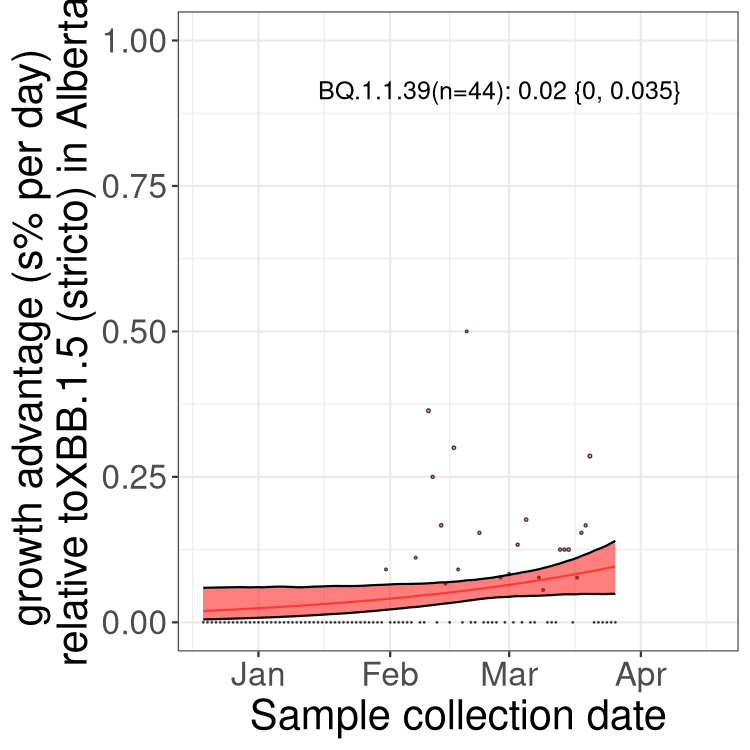 growth advantage (s% per day)
relative toXBB.1.5 (stricto) in Alberta
1.00
0.75
0.50
0.25
0.00
BQ.1.1.39(n=44): 0.02 {0, 0.035}
Jan
Feb
Mar
Apr
Sample collection date